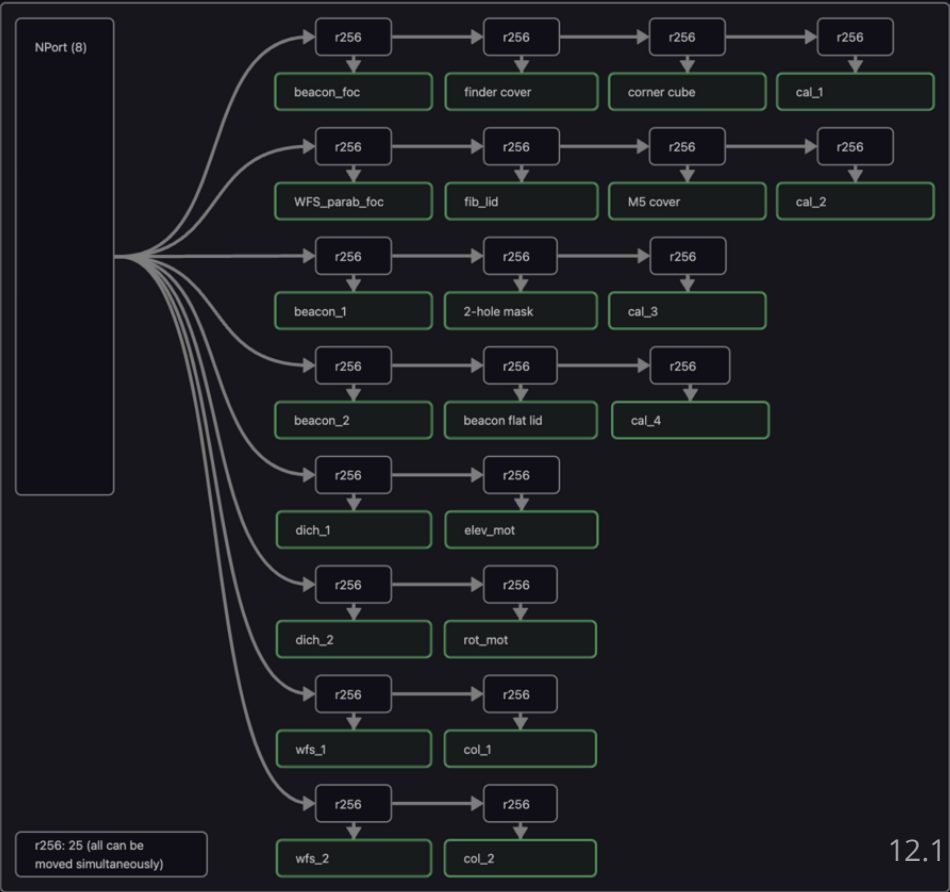 NPort (8)
r256 r256 r256 r256
beacon_foc finder cover corner cube cal_1
r256 r256 r256 r256
WFS_parab_foc fib_lid M5 cover cal_2
r256 r256 r256
beacon_1 2-hole mask cal_3
r256 r256 r256
beacon_2 beacon flat lid cal_4
r256 r256
dich_1 elev_mot
r256 r256
dich_2 rot_mot
r256 r256
wfs_1 col_1
r256 r256
wfs_2 col_2
r256: 25 (all can be
moved simultaneously)
12.1